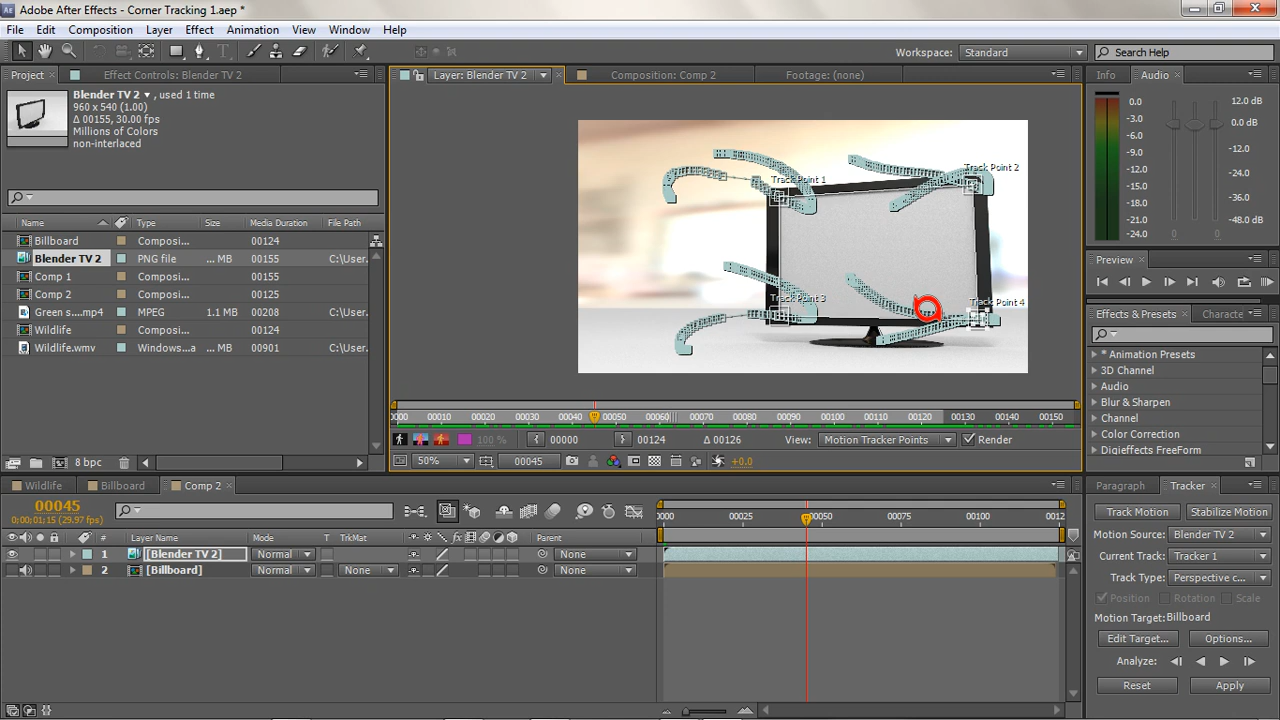 Adobe After Effects - Corner Tracking 1.aep *
File Edit Composition Layer Effect Animation View Window Help
Workspace: Standard Search Help
Project Effect Controls: Blender TV 2
Layer: Blender TV 2 Composition: Comp 2 Footage: (none)
Info Audio
Blender TV 2 , used 1 time
960 x 540 (1.00)
Δ 00155, 30.00 fps
Millions of Colors
non-interlaced
Name Type Size Media Duration File Path
Billboard Composi... 00124
Blender TV 2 PNG file ... MB 00155 C:\User.
Comp 1 Composi... 00155
Comp 2 Composi... 00125
Green s....mp4 MPEG 1.1 MB 00208 C:\User.
Wildlife Composi... 00124
Wildlife.wmv Windows... ... MB 00901 C:\User.
8 bpc
Track Point 1
Track Point 2
Track Point 3
Track Point 4
0000 00010 00020 00030 00040 00050 00060 00070 00080 00090 00100 00110 00120 00130 00140 00150
100 % 00000 00124 Δ 00126 View: Motion Tracker Points Render
50% 00045 +0.0
0.0 12.0 dB
-3.0 0.0 dB
-6.0
-9.0 -12.0
-12.0 -24.0
-15.0
-18.0 -36.0
-21.0
-24.0 -48.0
0 0
Preview
Effects & Presets Characte
* Animation Presets
3D Channel
Audio
Blur & Sharpen
Channel
Color Correction
Digieffects FreeForm
Wildlife Billboard Comp 2
00045
0;00;01;15 (29.97 fps)
0000 00025 00050 00075 00100 0012
# Layer Name Mode T TrkMat Parent
1 [Blender TV 2] Normal None
2 [Billboard] Normal None None
Paragraph Tracker
Track Motion Stabilize Motion
Motion Source: Blender TV 2
Current Track: Tracker 1
Track Type: Perspective c...
Position Rotation Scale
Motion Target: Billboard
Edit Target... Options...
Analyze:
Reset Apply